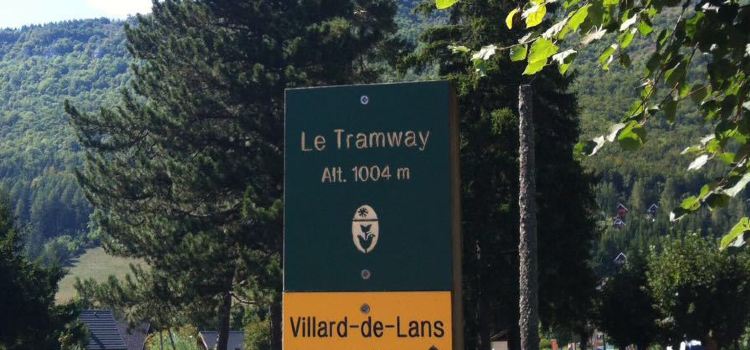 Le Tramway
Alt. 1004 m
Villard-de-Lans